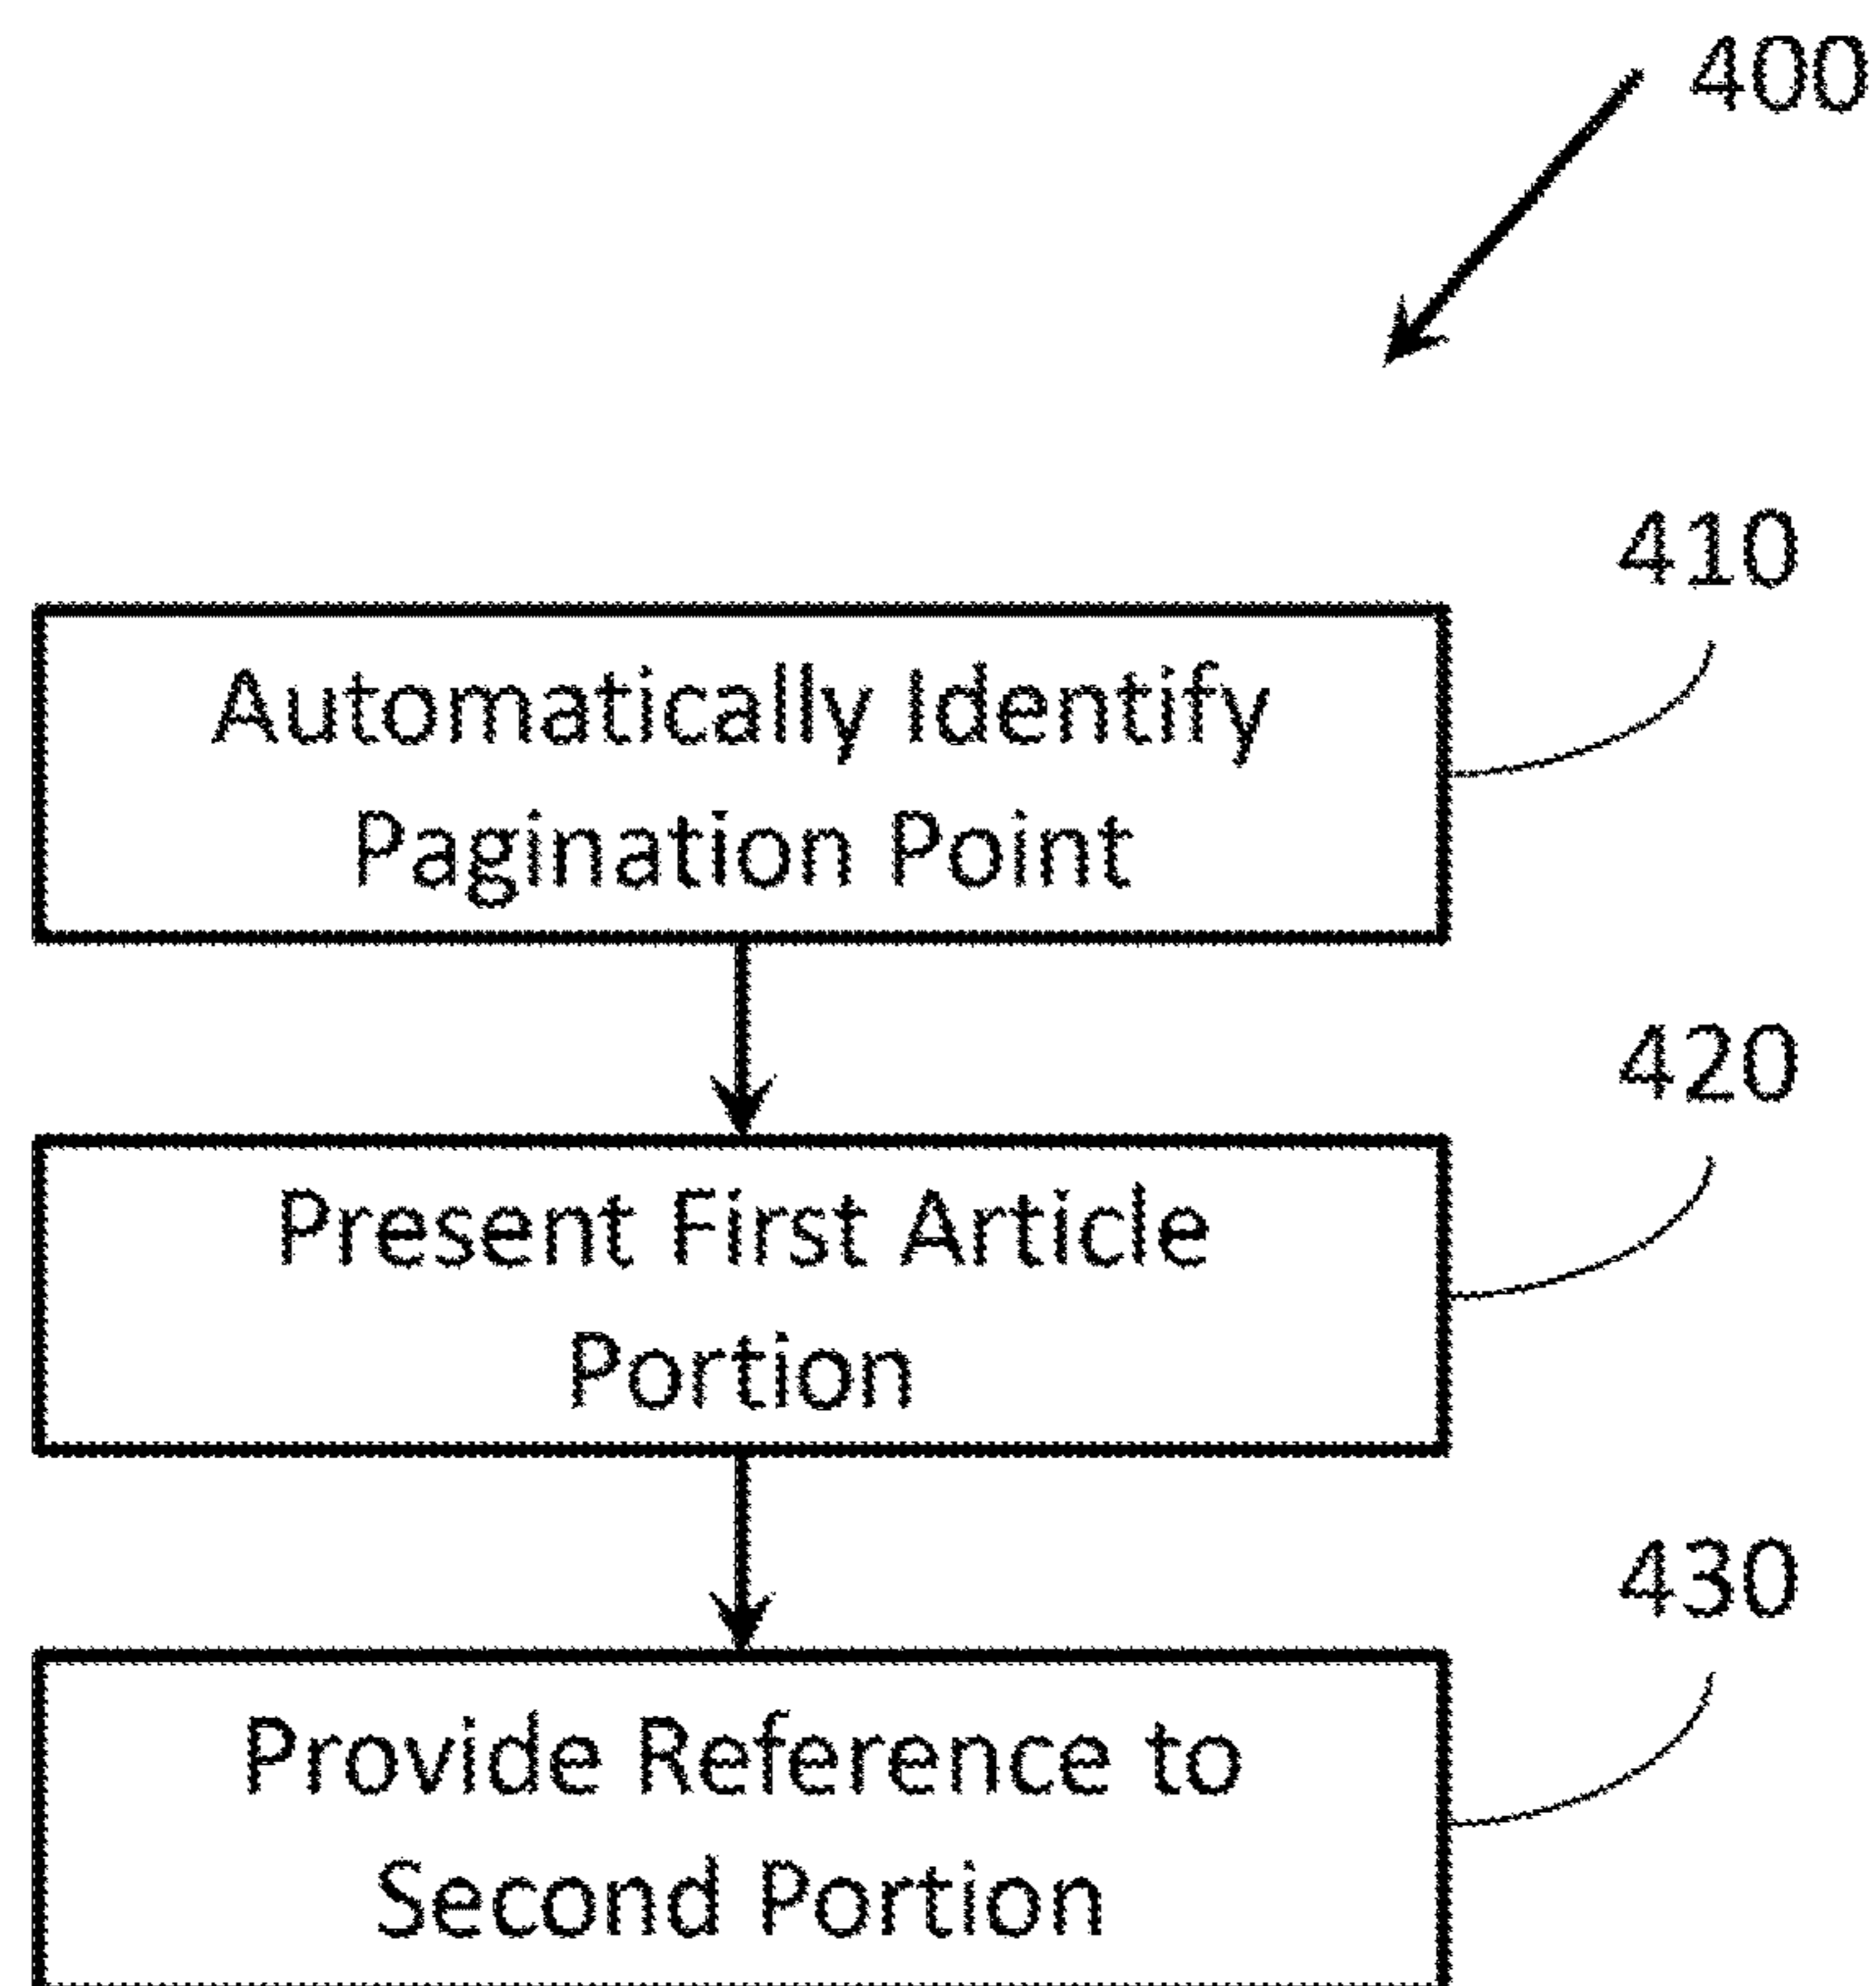 400
410
Automatically Identify
Pagination Point
420
Present First Article
Portion
430
Provide Reference to
Second Portion